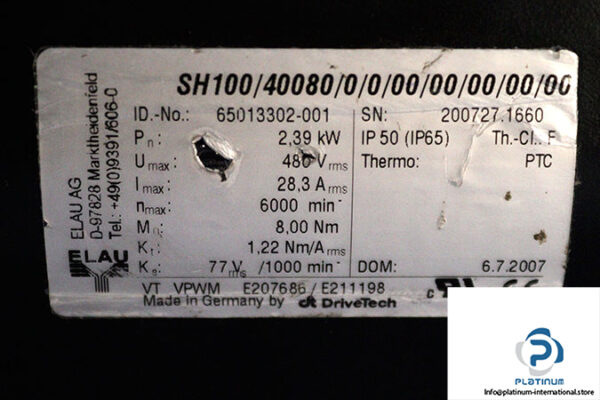 SH100/40080/0/0/00/00/00/00/00
ID.-No.: 65013302-001 SN: 200727.1660
Pn: 2,39 kW IP 50 (IP65) Th.-Cl.. F
Umax: 480 Vrms Thermo: PTC
Imax: 28,3 Arms
nmax: 6000 min-
M0: 8,00 Nm
Kt: 1,22 Nm/Arms
Ke: 77 Vrms /1000 min- DOM: 6.7.2007
VT VPWM E207686 / E211198
Made in Germany by dt DriveTech
ELAU AG
D-97828 Marktheidenfeld
Tel.: +49(0)9391/606-0
ELAU
PLATINUM
info@platinum-international.store